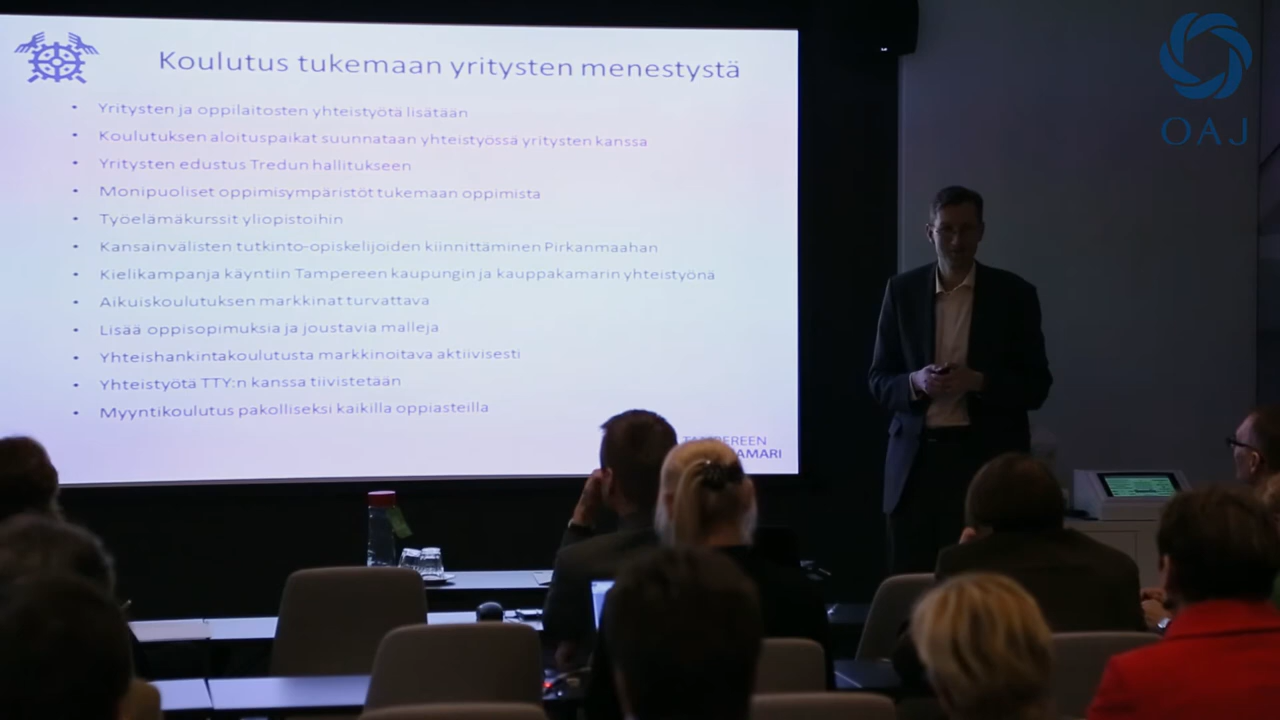 Koulutus tukemaan yritysten menestystä
• Yritysten ja oppilaitosten yhteistyötä lisätään
• Koulutuksen aloituspaikat suunnataan yhteistyössä yritysten kanssa
• Yritysten edustus Tredun hallitukseen
• Monipuoliset oppimisympäristöt tukemaan oppimista
• Työelämäkurssit yliopistoihin
• Kansainvälisten tutkinto-opiskelijoiden kiinnittäminen Pirkanmaahan
• Kielikampanja käyntiin Tampereen kaupungin ja kauppakamarin yhteistyönä
• Aikuiskoulutuksen markkinat turvattava
• Lisää oppisopimuksia ja joustavia malleja
• Yhteishankintakoulutusta markkinoitava aktiivisesti
• Yhteistyötä TTY:n kanssa tiivistetään
• Myyntikoulutus pakolliseksi kaikilla oppiasteilla
OAJ